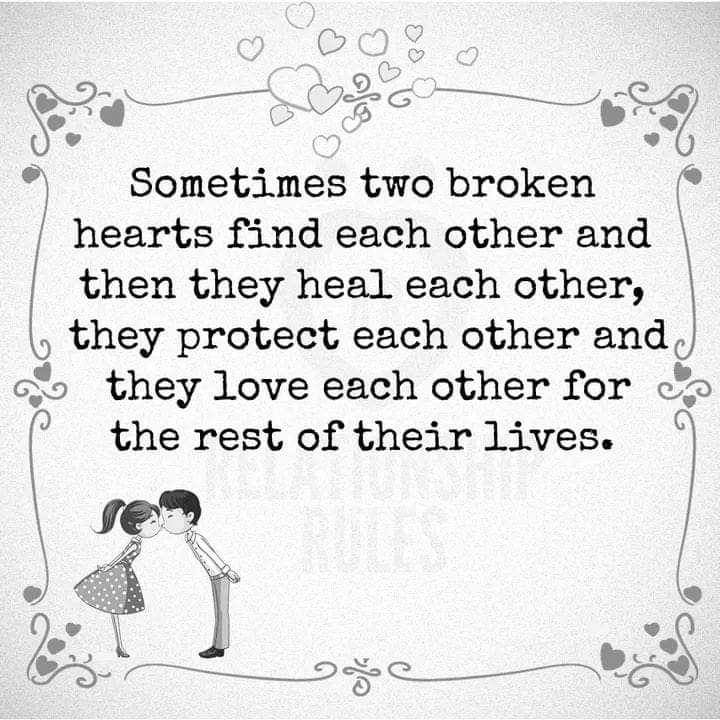 Sometimes two broken
hearts find each other and
then they heal each other,
they protect each other and
they love each other for
the rest of their lives.
RELATIONSHIP
RULES